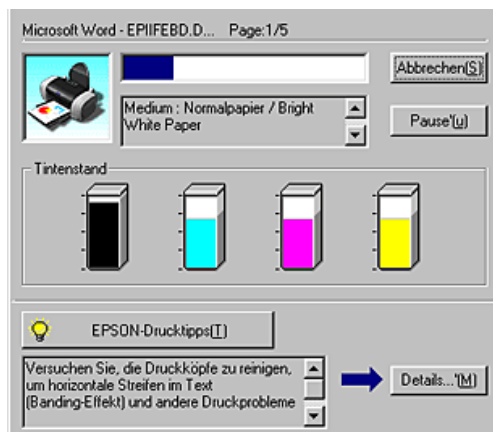 Microsoft Word - EPIIFEBD.D... Page:1/5
Abbrechen(S)
Medium : Normalpapier / Bright
White Paper
Pause'(u)
Tintenstand
EPSON-Drucktipps(T)
Versuchen Sie, die Druckköpfe zu reinigen,
um horizontale Streifen im Text
(Banding-Effekt) und andere Druckprobleme
Details...'(M)